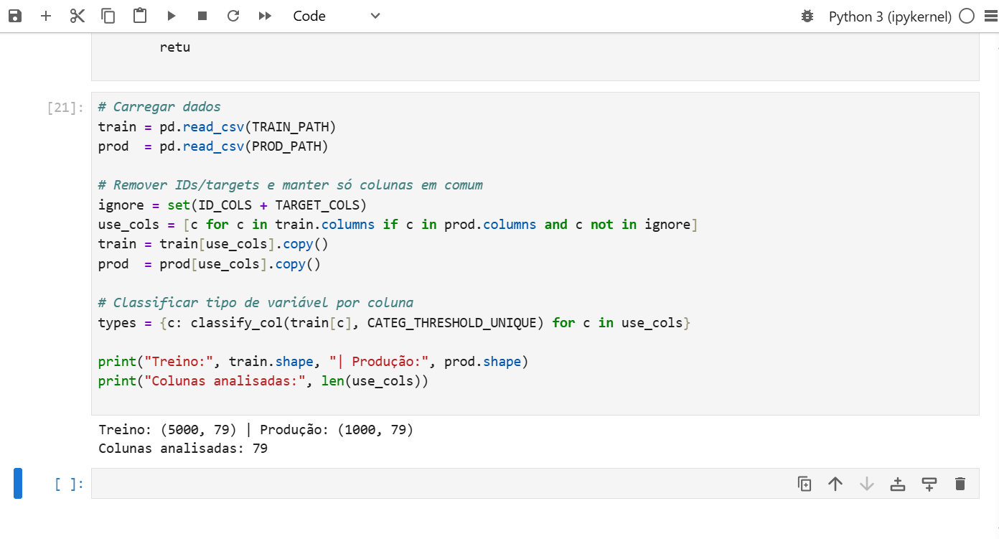 Code
Python 3 (ipykernel)
retu
[21]:
# Carregar dados
train = pd.read_csv(TRAIN_PATH)
prod  = pd.read_csv(PROD_PATH)
# Remover IDs/targets e manter só colunas em comum
ignore = set(ID_COLS + TARGET_COLS)
use_cols = [c for c in train.columns if c in prod.columns and c not in ignore]
train = train[use_cols].copy()
prod  = prod[use_cols].copy()
# Classificar tipo de variável por coluna
types = {c: classify_col(train[c], CATEG_THRESHOLD_UNIQUE) for c in use_cols}
print("Treino:", train.shape, "| Produção:", prod.shape)
print("Colunas analisadas:", len(use_cols))
Treino: (5000, 79) | Produção: (1000, 79)
Colunas analisadas: 79
[ ]: